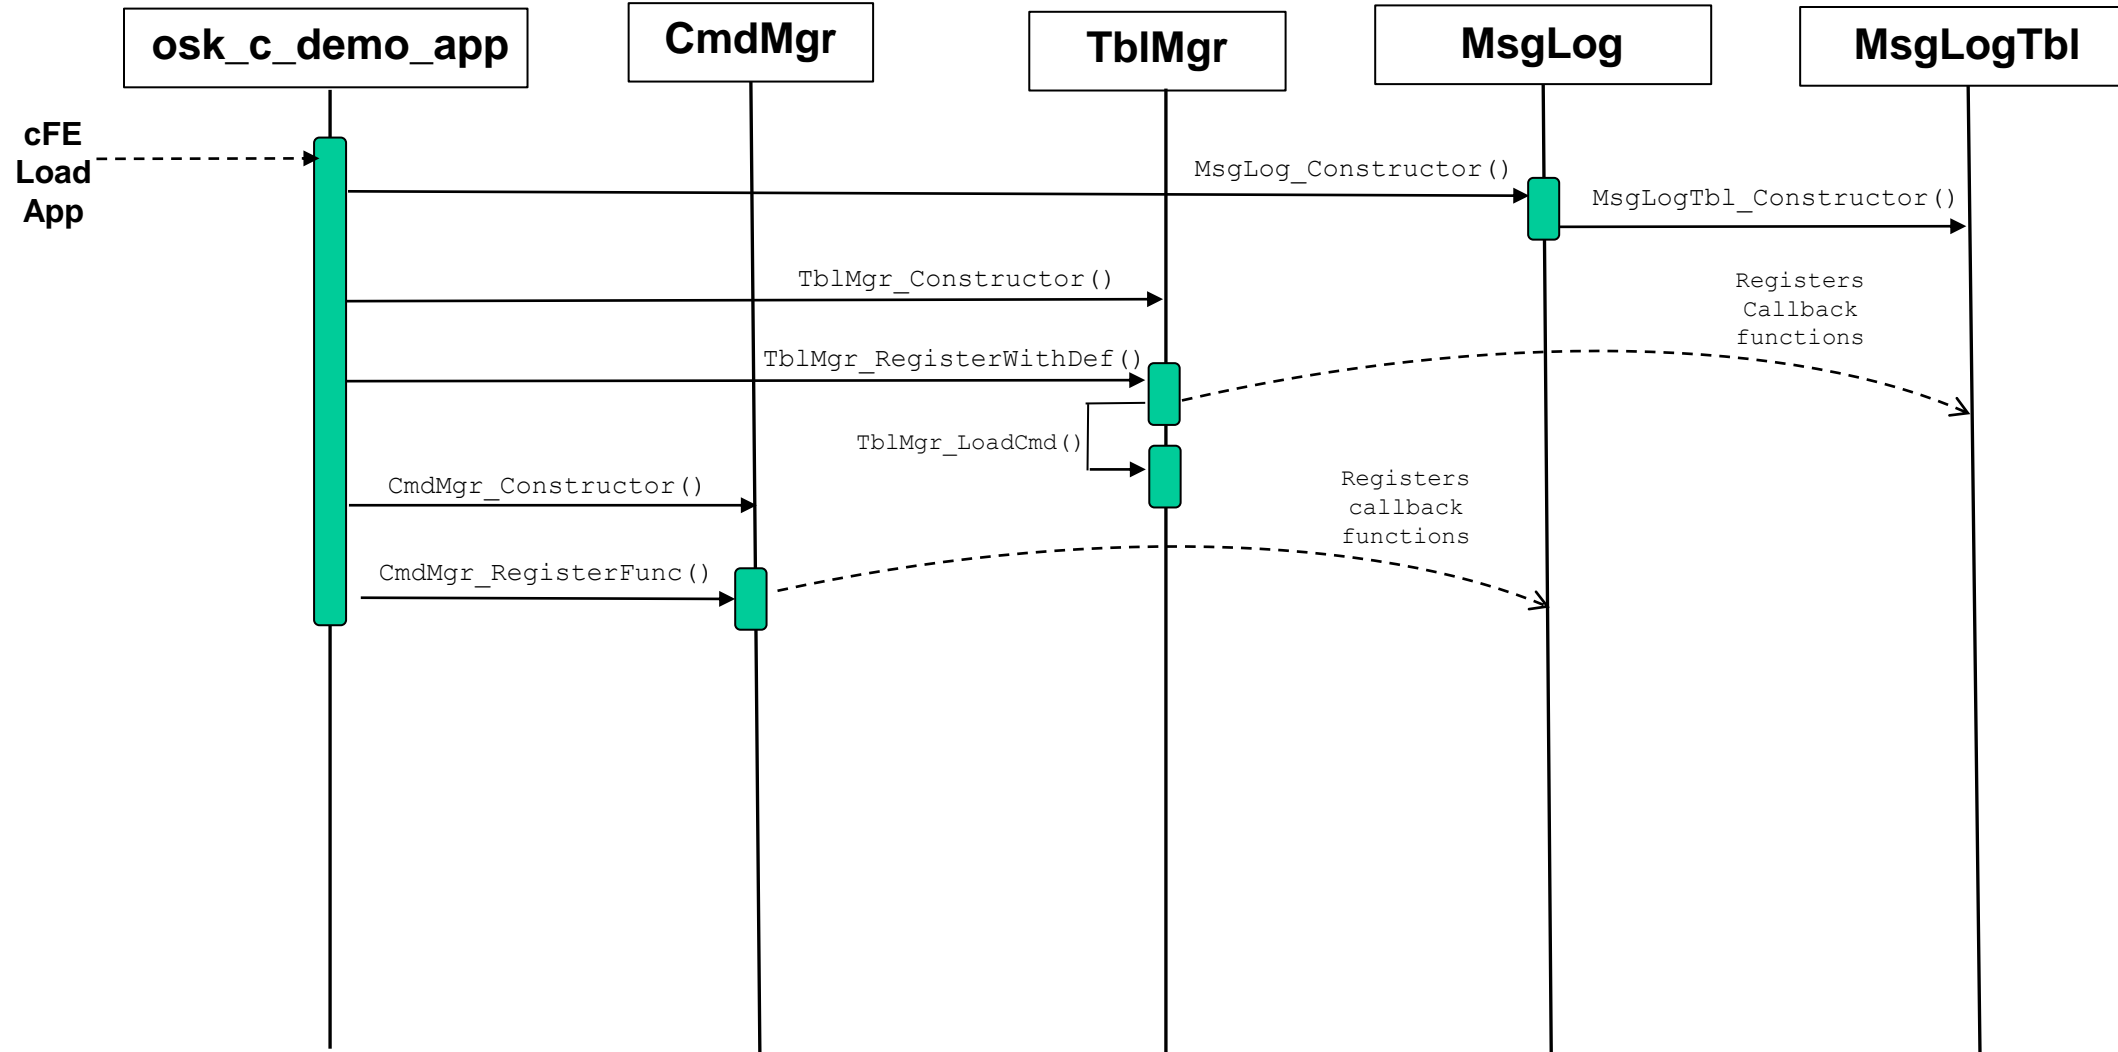 osk_c_demo_app
CmdMgr
TblMgr
MsgLog
MsgLogTbl
cFE
Load
App
MsgLog_Constructor()
MsgLogTbl_Constructor()
TblMgr_Constructor()
Registers
Callback
functions
TblMgr_RegisterWithDef()
TblMgr_LoadCmd()
CmdMgr_Constructor()
Registers
callback
functions
CmdMgr_RegisterFunc()